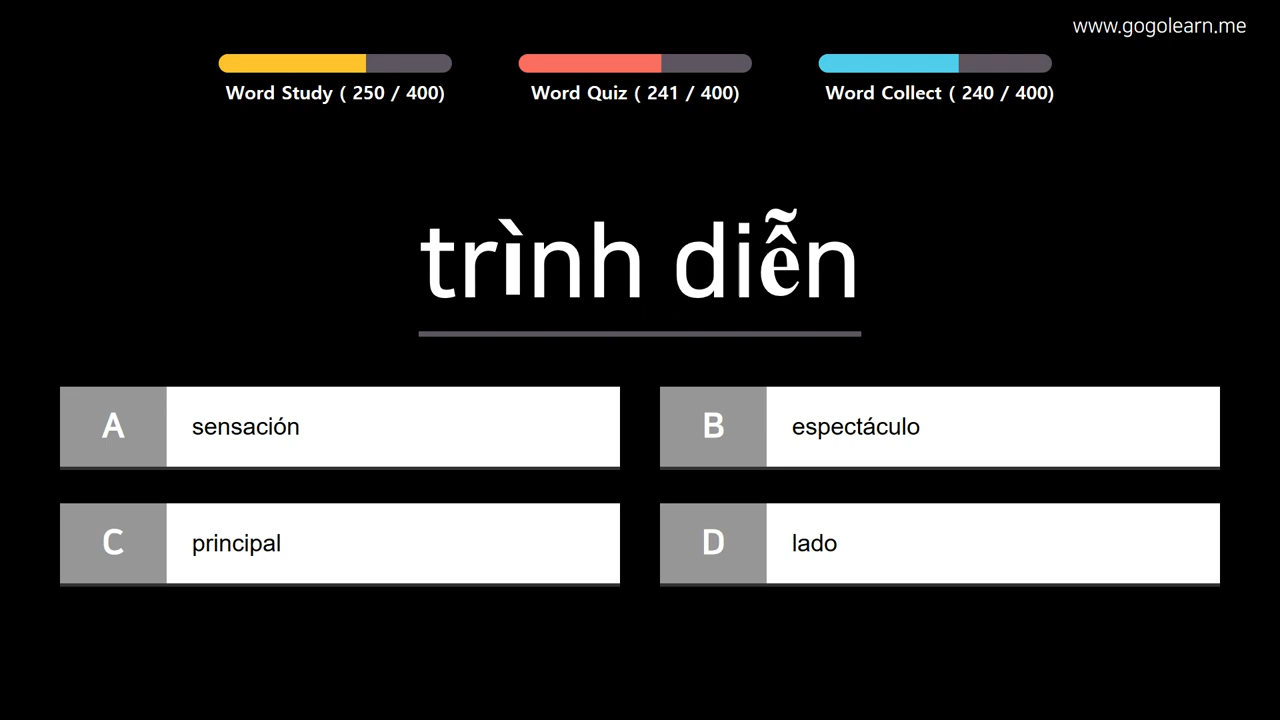 www.gogolearn.me
Word Study ( 250 / 400)
Word Quiz ( 241 / 400)
Word Collect ( 240 / 400)
trình diễn
A sensación
B espectáculo
C principal
D lado